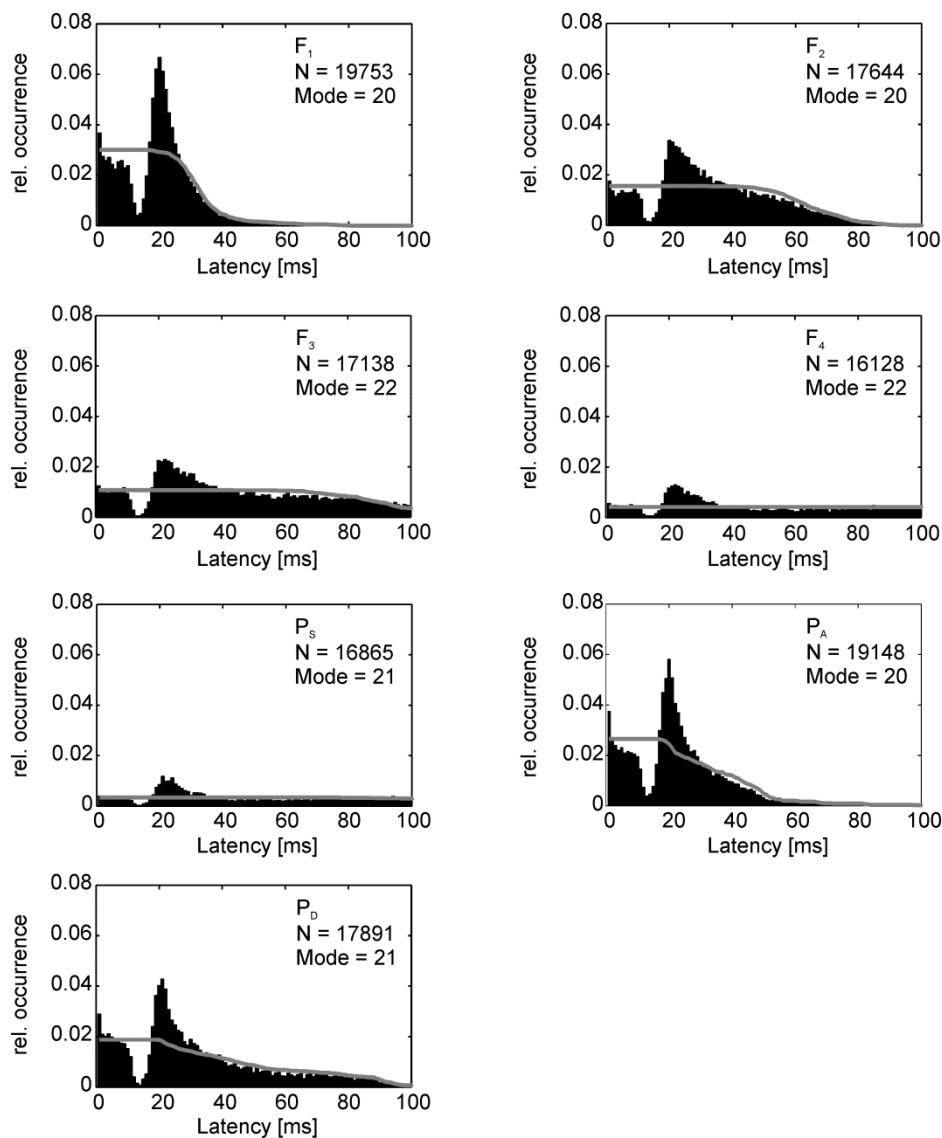 0.08
0.06
0.04
0.02
0
rel. occurrence
F₁
N = 19753
Mode = 20
0 20 40 60 80 100
Latency [ms]
0.08
0.06
0.04
0.02
0
rel. occurrence
F₂
N = 17644
Mode = 20
0 20 40 60 80 100
Latency [ms]
0.08
0.06
0.04
0.02
0
rel. occurrence
F₃
N = 17138
Mode = 22
0 20 40 60 80 100
Latency [ms]
0.08
0.06
0.04
0.02
0
rel. occurrence
F₄
N = 16128
Mode = 22
0 20 40 60 80 100
Latency [ms]
0.08
0.06
0.04
0.02
0
rel. occurrence
P_S
N = 16865
Mode = 21
0 20 40 60 80 100
Latency [ms]
0.08
0.06
0.04
0.02
0
rel. occurrence
P_A
N = 19148
Mode = 20
0 20 40 60 80 100
Latency [ms]
0.08
0.06
0.04
0.02
0
rel. occurrence
P_D
N = 17891
Mode = 21
0 20 40 60 80 100
Latency [ms]